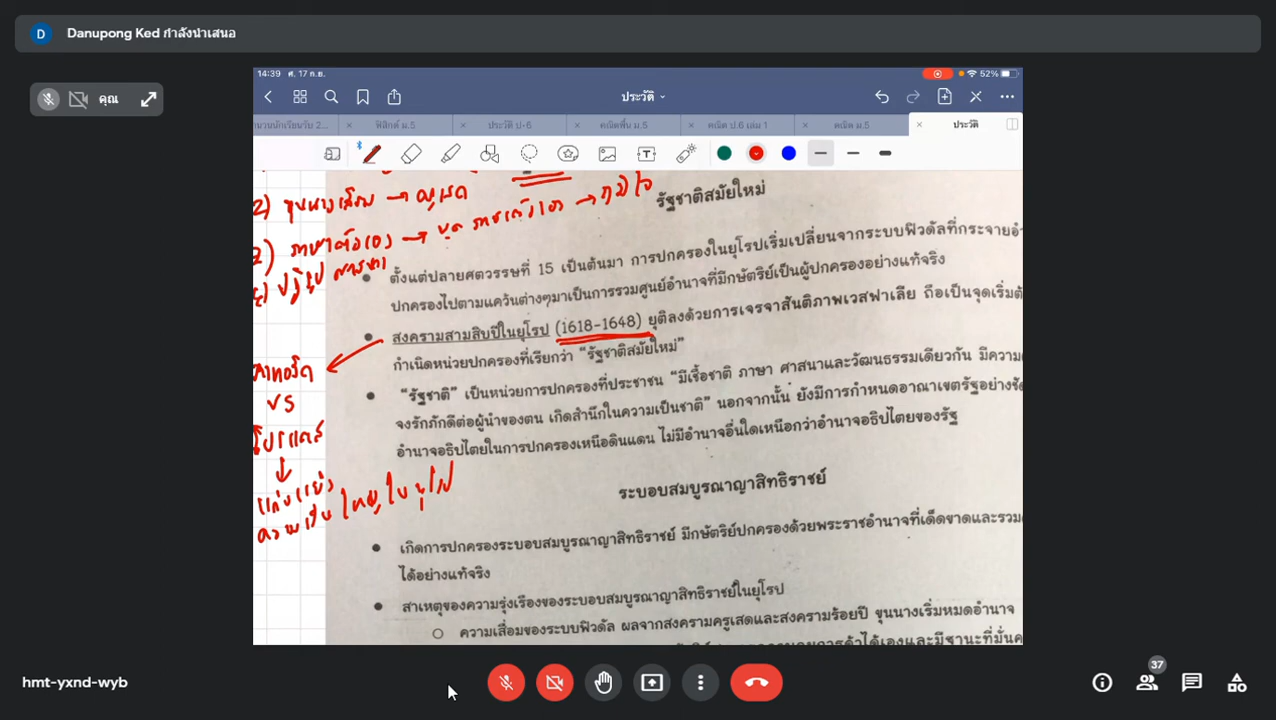 D Danupong Ked กำลังนำเสนอ
คุณ
14:39 ศ. 17 ก.ย.
52%
ประวัติ
ฟิสิกต์ ม.5
ประวัติ ป-6
คณิตพื้น ม.5
คณิต ป.6 เล่ม 1
คณิต ม.5
ประวัติ
2) ขุนนางเสื่อม →
รัฐชาติสมัยใหม่
ตั้งแต่ปลายศตวรรษที่ 15 เป็นต้นมา การปกครองในยุโรปเริ่มเปลี่ยนจากระบบฟิวดัลที่กระจายอำ
ปกครองไปตามแคว้นต่างๆมาเป็นการรวมศูนย์อำนาจที่มีกษัตริย์เป็นผู้ปกครองอย่างแท้จริง
สงครามสามสิบปีในยุโรป (1618-1648) ยุติลงด้วยการเจรจาสันติภาพเวสฟาเลีย ถือเป็นจุดเริ่มต้
กำเนิดหน่วยปกครองที่เรียกว่า “รัฐชาติสมัยใหม่”
“รัฐชาติ” เป็นหน่วยการปกครองที่ประชาชน “มีเชื้อชาติ ภาษา ศาสนาและวัฒนธรรมเดียวกัน มีความ
จงรักภักดีต่อผู้นำของตน เกิดสำนึกในความเป็นชาติ” นอกจากนั้น ยังมีการกำหนดอาณาเขตรัฐอย่างชั
อำนาจอธิปไตยในการปกครองเหนือดินแดน ไม่มีอำนาจอื่นใดเหนือกว่าอำนาจอธิปไตยของรัฐ
VS
ระบอบสมบูรณาญาสิทธิราชย์
เกิดการปกครองระบอบสมบูรณาญาสิทธิราชย์ มีกษัตริย์ปกครองด้วยพระราชอำนาจที่เด็ดขาดและรวม
ได้อย่างแท้จริง
สาเหตุของความรุ่งเรืองของระบอบสมบูรณาญาสิทธิราชย์ในยุโรป
ความเสื่อมของระบบฟิวดัล ผลจากสงครามครูเสดและสงครามร้อยปี ขุนนางเริ่มหมดอำนาจ
hmt-yxnd-wyb
37